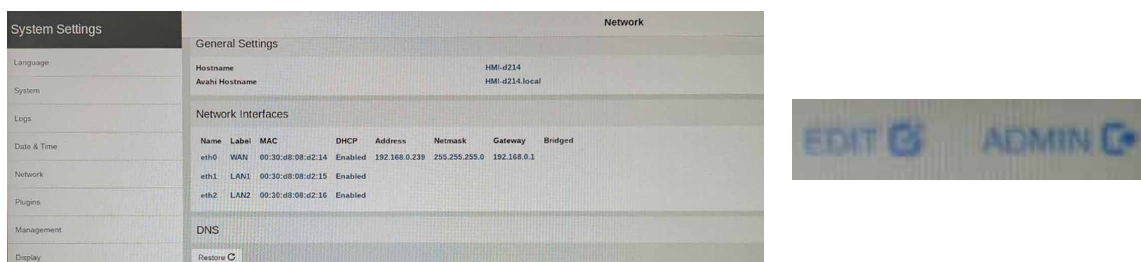 System Settings
Network
Language
System
Logs
Date & Time
Network
Plugins
Management
Display
General Settings
Hostname HMI-d214
Avahi Hostname HMI-d214.local
Network Interfaces
Name Label MAC DHCP Address Netmask Gateway Bridged
eth0 WAN 00:30:d8:08:d2:14 Enabled 192.168.0.239 255.255.255.0 192.168.0.1
eth1 LAN1 00:30:d8:08:d2:15 Enabled
eth2 LAN2 00:30:d8:08:d2:16 Enabled
DNS
Restore
EDIT ADMIN